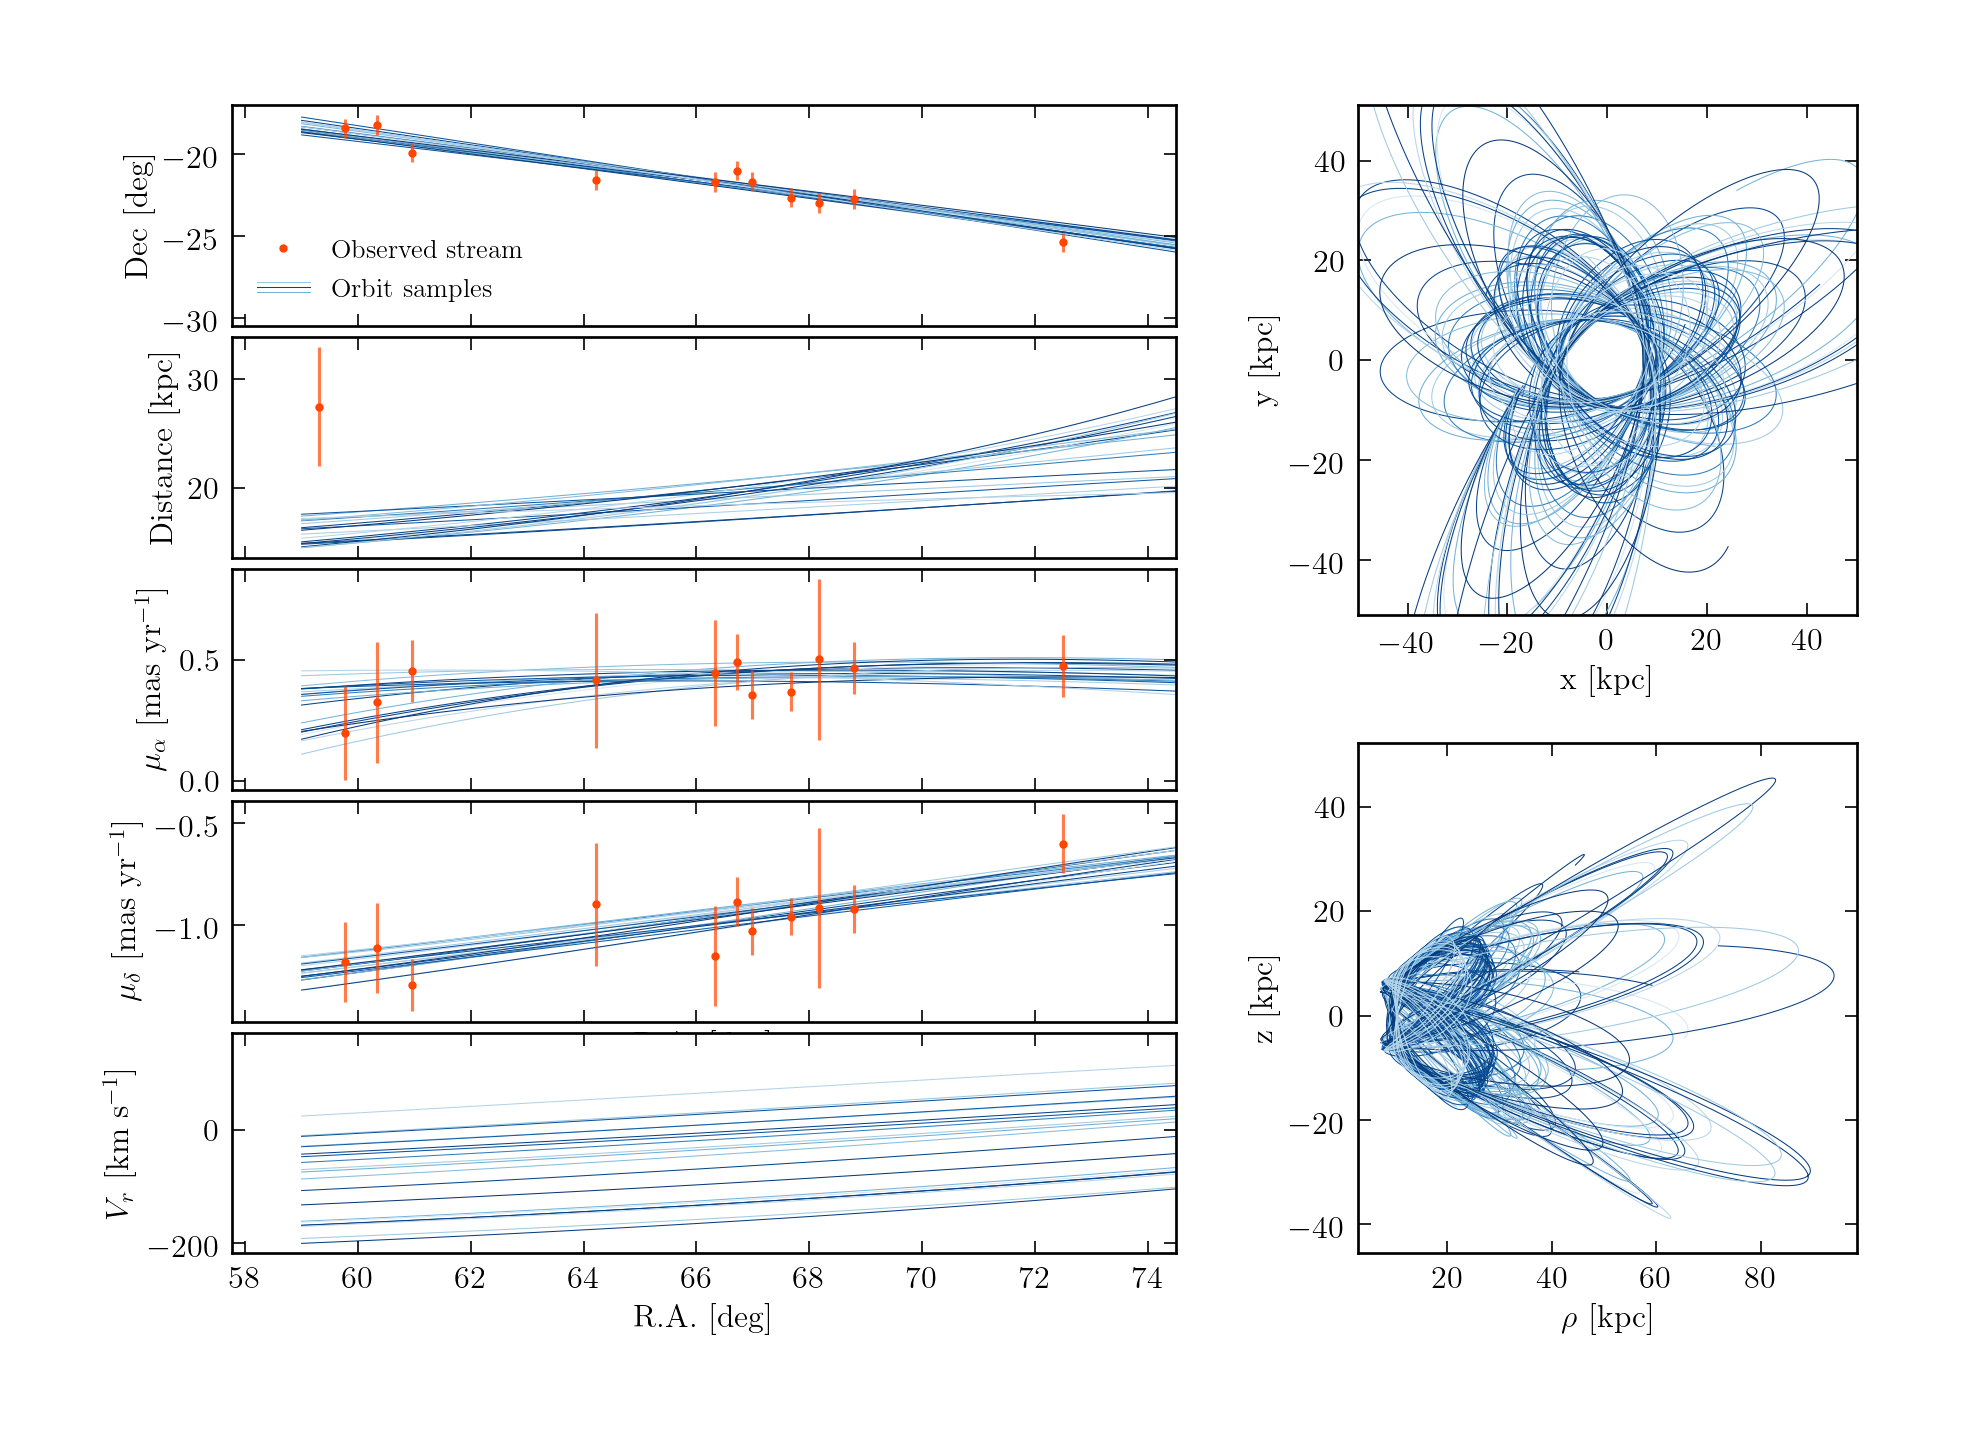 Dec [deg]
−20
−25
−30
Observed stream
Orbit samples
Distance [kpc]
30
20
μα [mas yr−1]
0.5
0.0
μδ [mas yr−1]
−0.5
−1.0
Vr [km s−1]
0
−200
58 60 62 64 66 68 70 72 74
R.A. [deg]
y [kpc]
40
20
0
−20
−40
−40 −20 0 20 40
x [kpc]
z [kpc]
40
20
0
−20
−40
20 40 60 80
ρ [kpc]